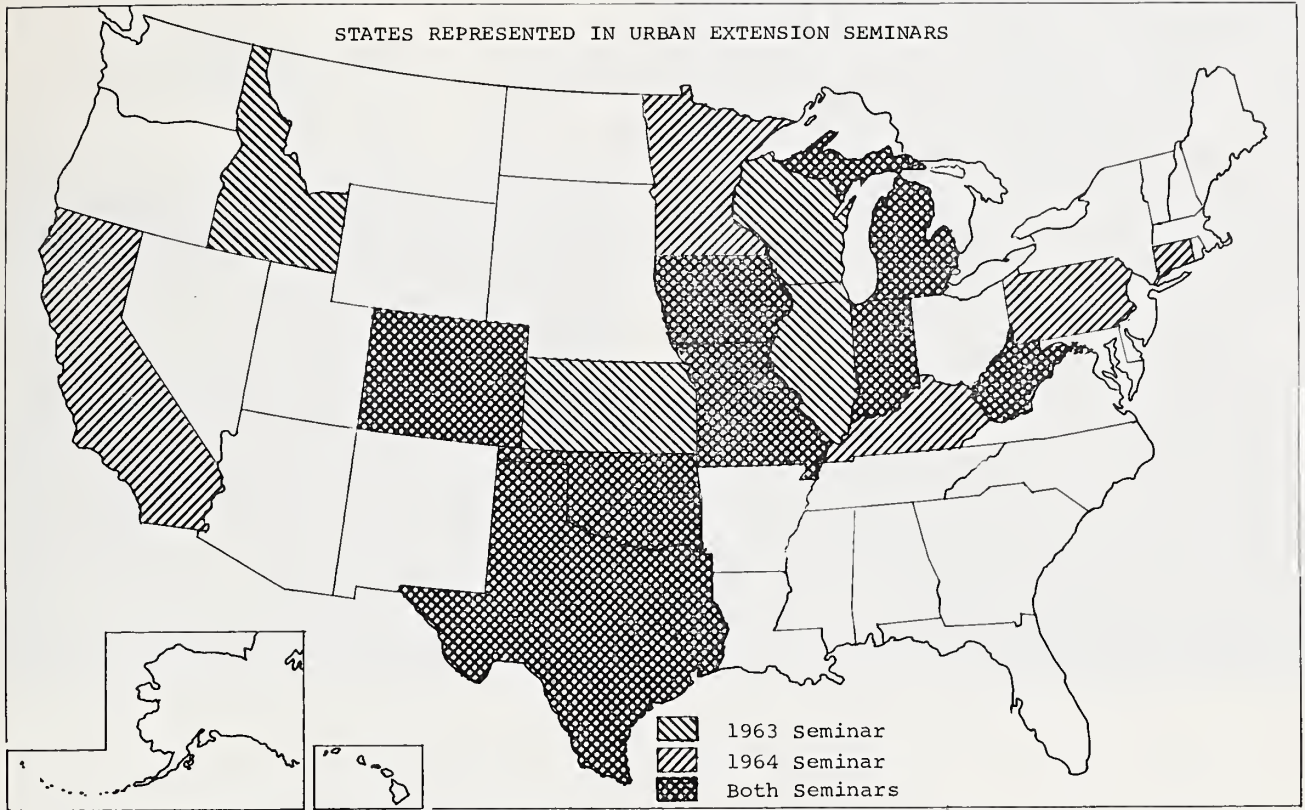 STATES REPRESENTED IN URBAN EXTENSION SEMINARS
1963 Seminar
1964 Seminar
Both Seminars